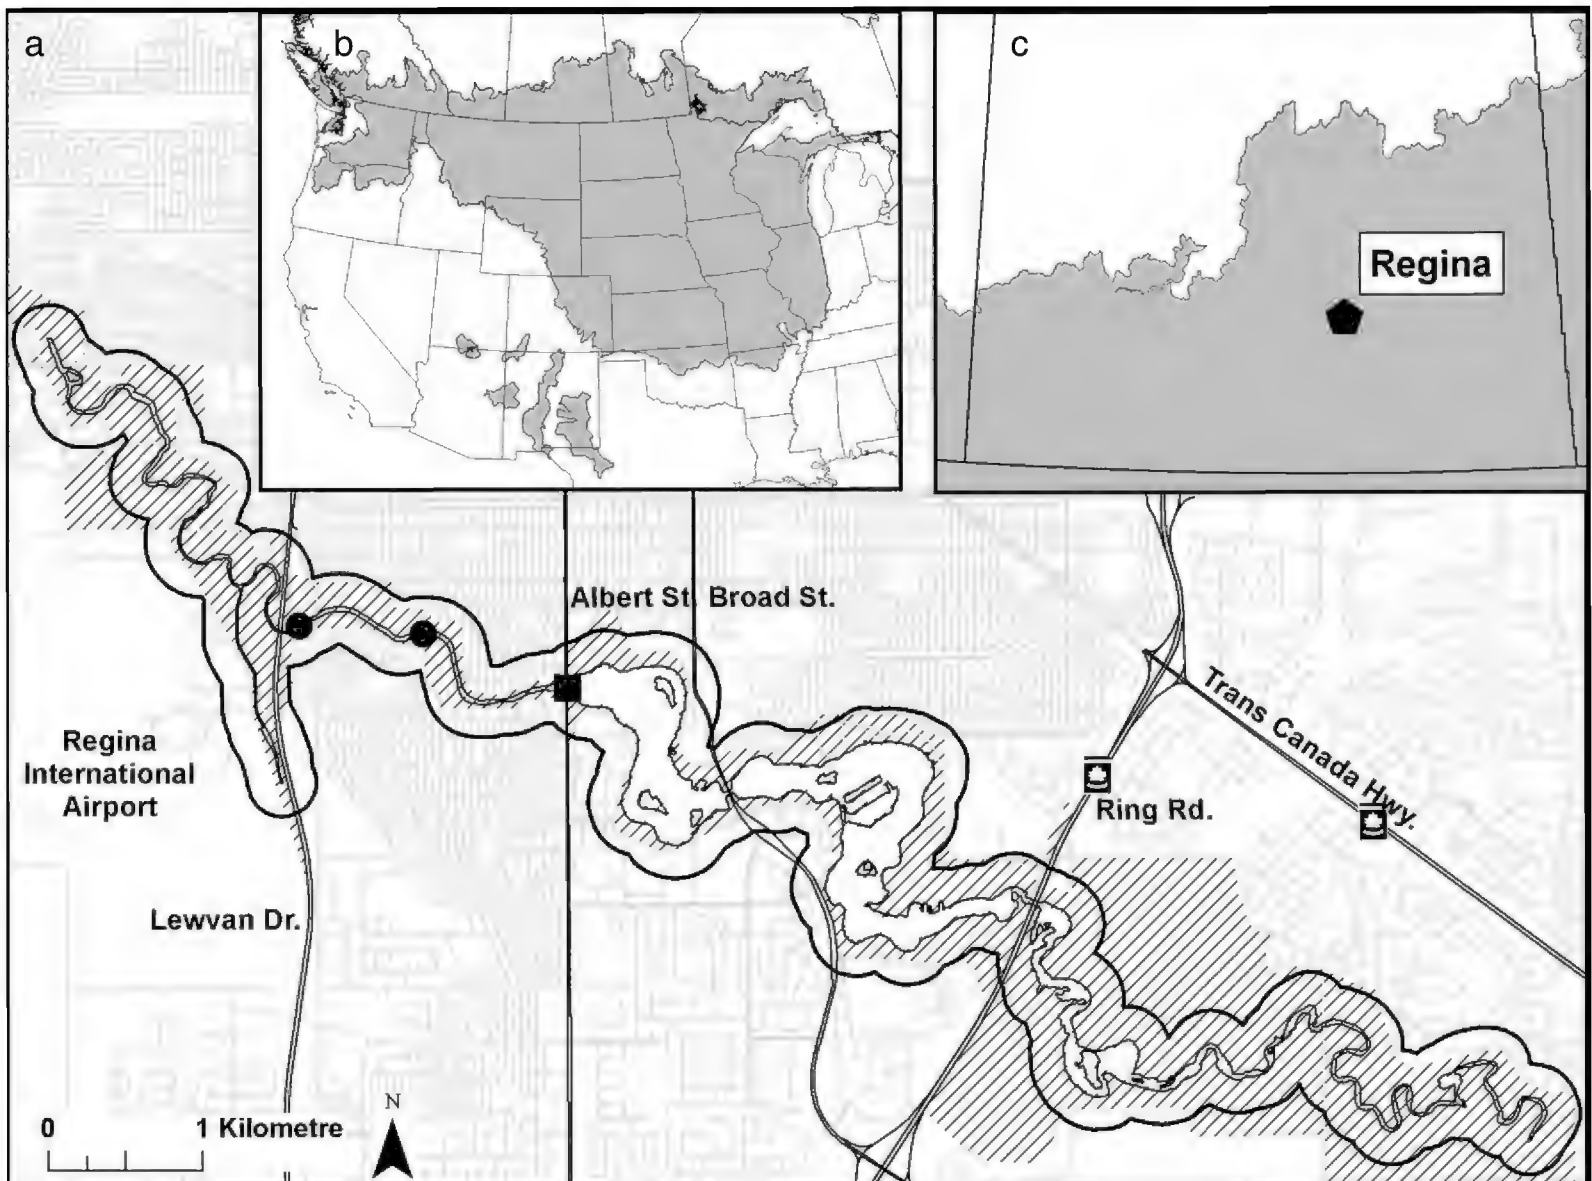 a
b
c
Regina
Albert St. Broad St.
Trans Canada Hwy.
Regina
International
Airport
Ring Rd.
Lewvan Dr.
N
0 1 Kilometre